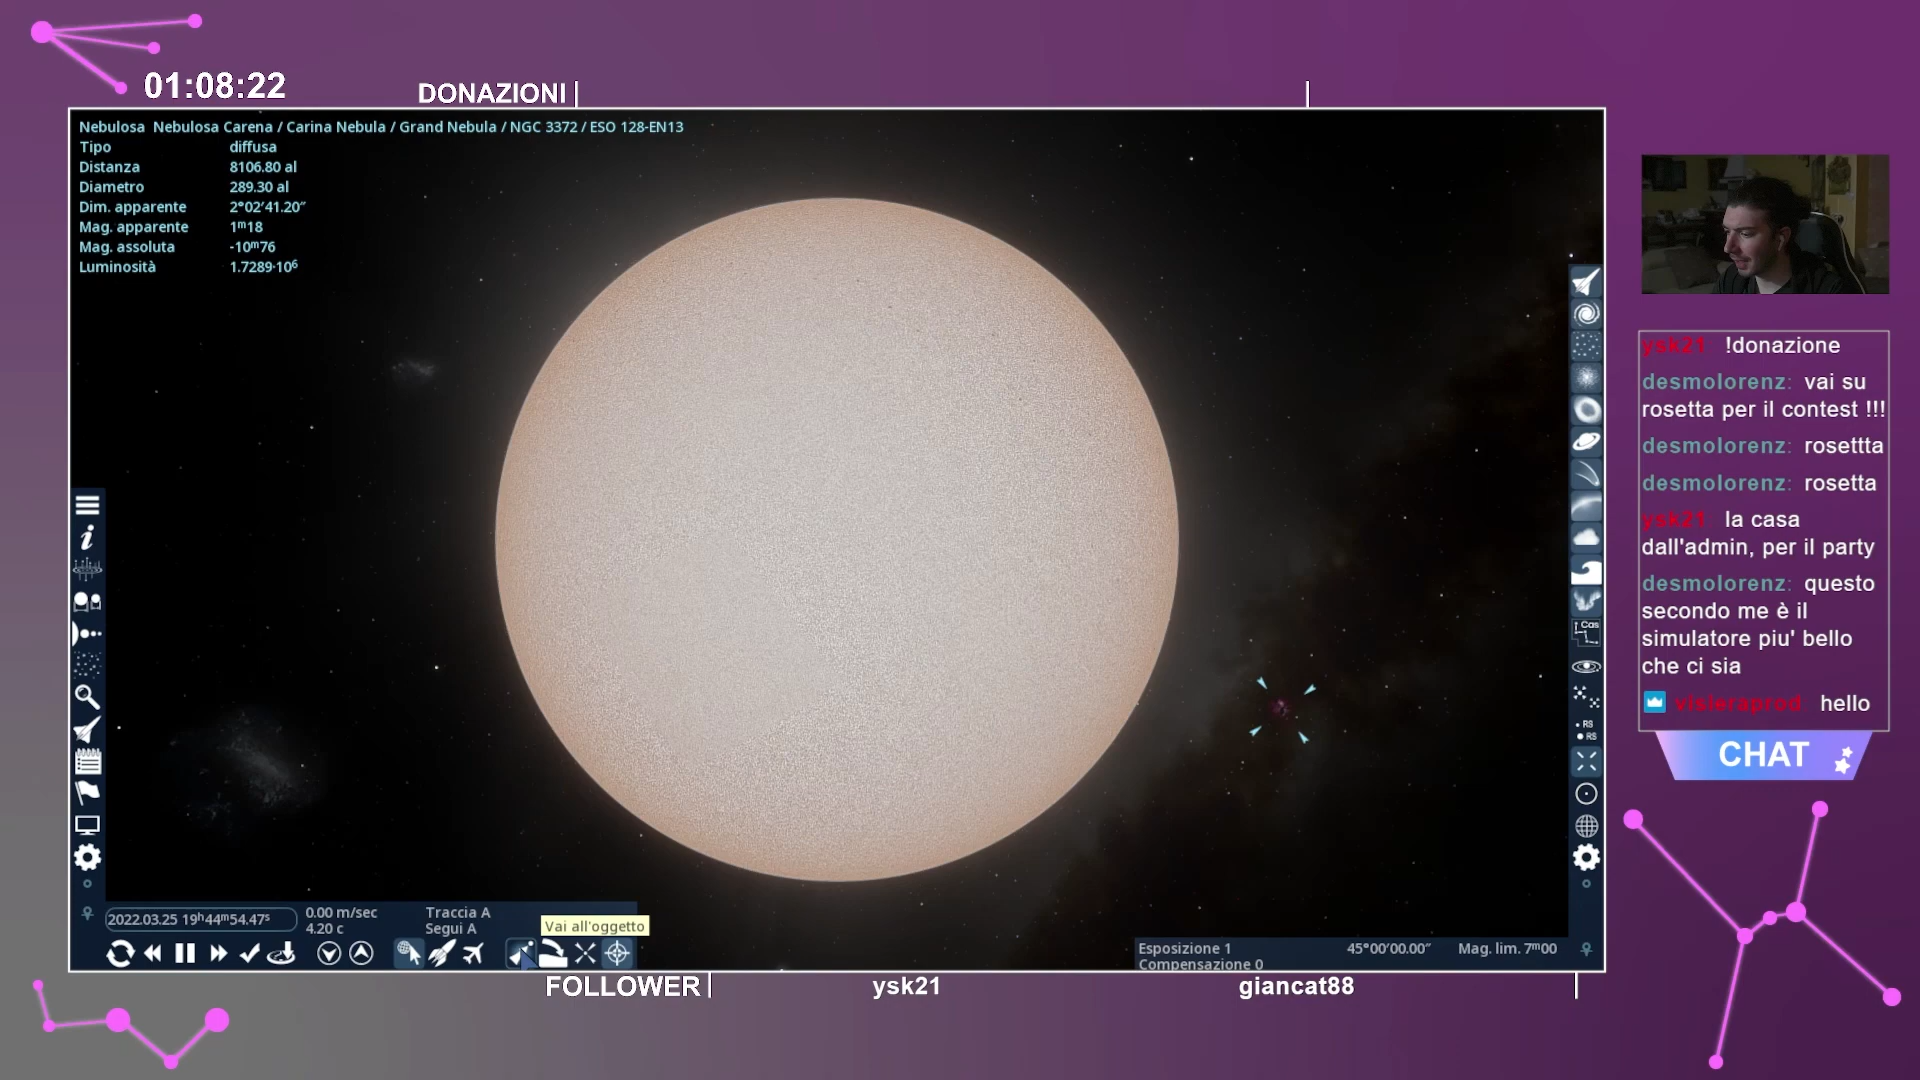 01:08:22
DONAZIONI
Nebulosa Nebulosa Carena / Carina Nebula / Grand Nebula / NGC 3372 / ESO 128-EN13
Tipo diffusa
Distanza 8106.80 al
Diametro 289.30 al
Dim. apparente 2°02′41.20″
Mag. apparente 1ᵐ18
Mag. assoluta -10ᵐ76
Luminosità 1.7289·10⁶
Cas
RS
RS
ysk21: !donazione
desmolorenz: vai su
rosetta per il contest !!!
desmolorenz: rosettta
desmolorenz: rosetta
ysk21: la casa
dall'admin, per il party
desmolorenz: questo
secondo me è il
simulatore piu' bello
che ci sia
visieraprod: hello
CHAT
2022.03.25 19ʰ44ᵐ54.47ˢ
0.00 m/sec
4.20 c
Traccia A
Segui A
Vai all'oggetto
Esposizione 1
Compensazione 0
45°00′00.00″
Mag. lim. 7ᵐ00
FOLLOWER
ysk21
giancat88